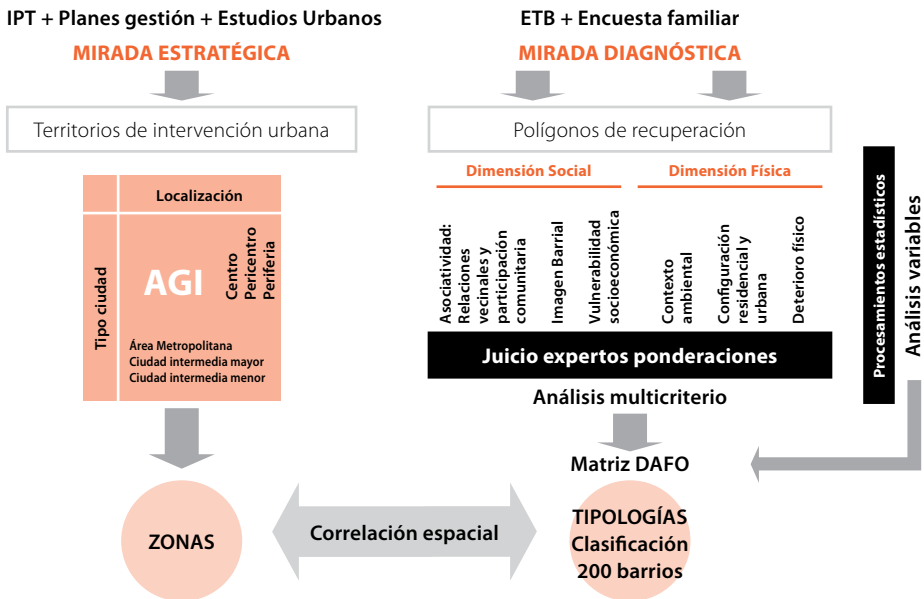 IPT + Planes gestión + Estudios Urbanos
MIRADA ESTRATÉGICA
Territorios de intervención urbana
Localización
Tipo ciudad
AGI
Centro
Pericentro
Periferia
Área Metropolitana
Ciudad intermedia mayor
Ciudad intermedia menor
ZONAS
Correlación espacial
ETB + Encuesta familiar
MIRADA DIAGNÓSTICA
Polígonos de recuperación
Dimensión Social
Dimensión Física
Asociatividad:
Relaciones
vecinales y
participación
comunitaria
Imagen Barrial
Vulnerabilidad
socioeconómica
Contexto
ambiental
Configuración
residencial y
urbana
Deterioro físico
Juicio expertos ponderaciones
Análisis multicriterio
Matriz DAFO
TIPOLOGÍAS
Clasificación
200 barrios
Procesamientos estadísticos
Análisis variables